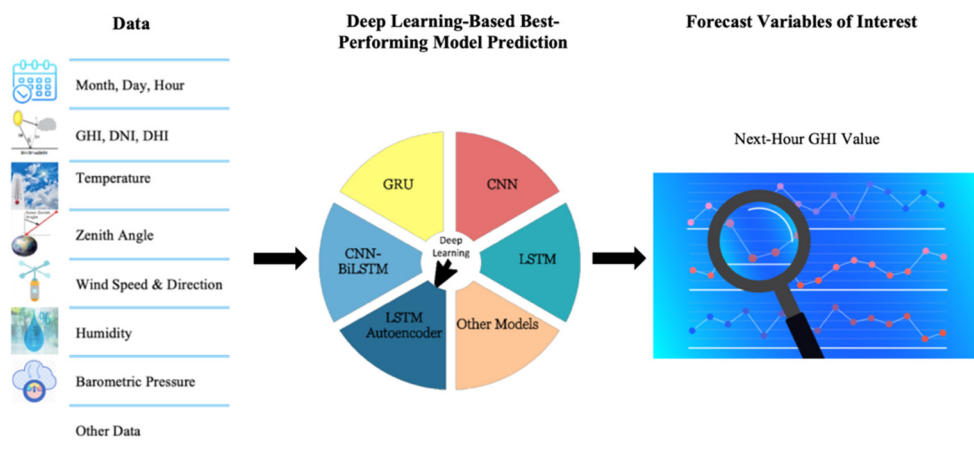 Data
Month, Day, Hour
GHI, DNI, DHI
Temperature
Zenith Angle
Wind Speed & Direction
Humidity
Barometric Pressure
Other Data
Deep Learning-Based Best-
Performing Model Prediction
GRU
CNN
CNN-
BiLSTM
Deep
Learning
LSTM
LSTM
Autoencoder
Other Models
Forecast Variables of Interest
Next-Hour GHI Value